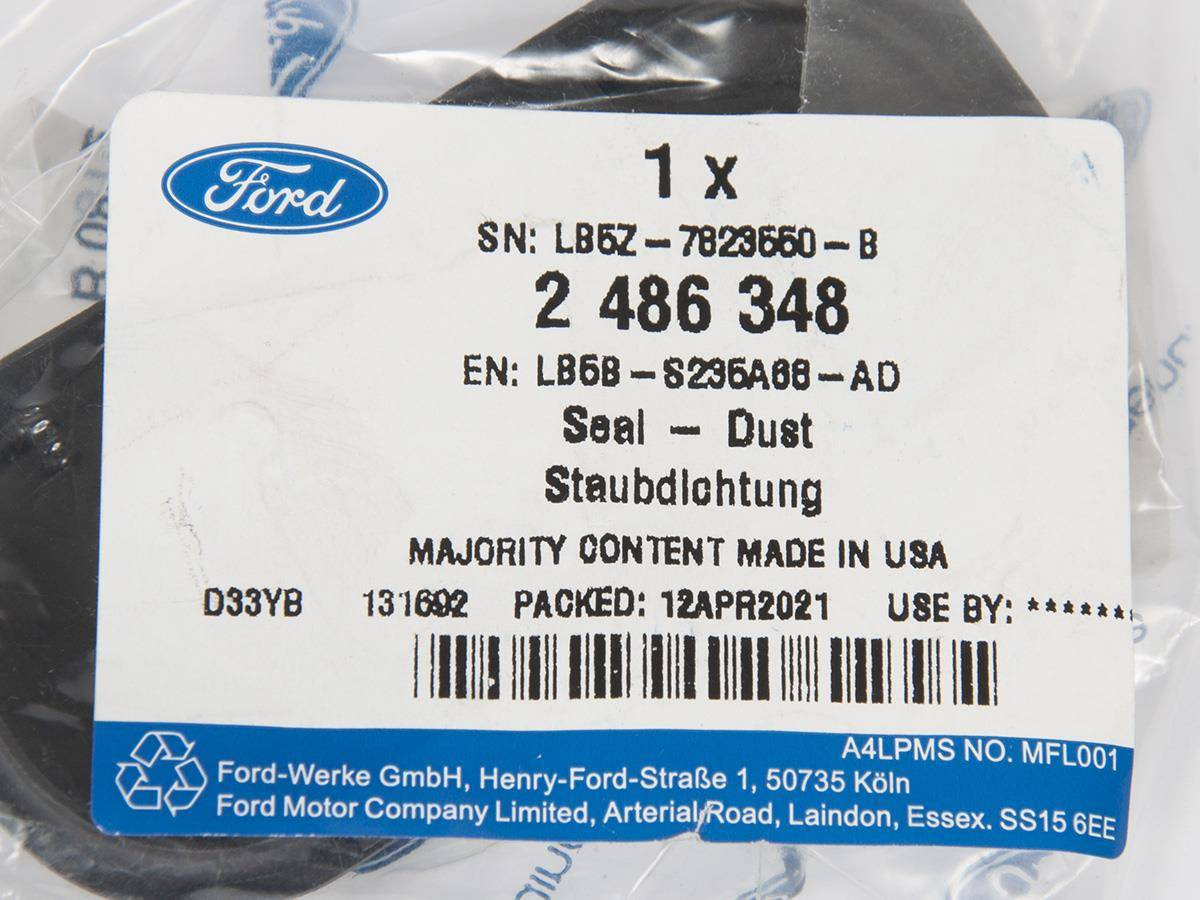 Ford
1 x
SN: LB5Z-7823550-B
2 486 348
EN: LB5B-S235A66-AD
Seal - Dust
Staubdichtung
MAJORITY CONTENT MADE IN USA
D33YB 131692 PACKED: 12APR2021 USE BY: *******
A4LPMS NO. MFL001
Ford-Werke GmbH, Henry-Ford-Straße 1, 50735 Köln
Ford Motor Company Limited, Arterial Road, Laindon, Essex. SS15 6EE